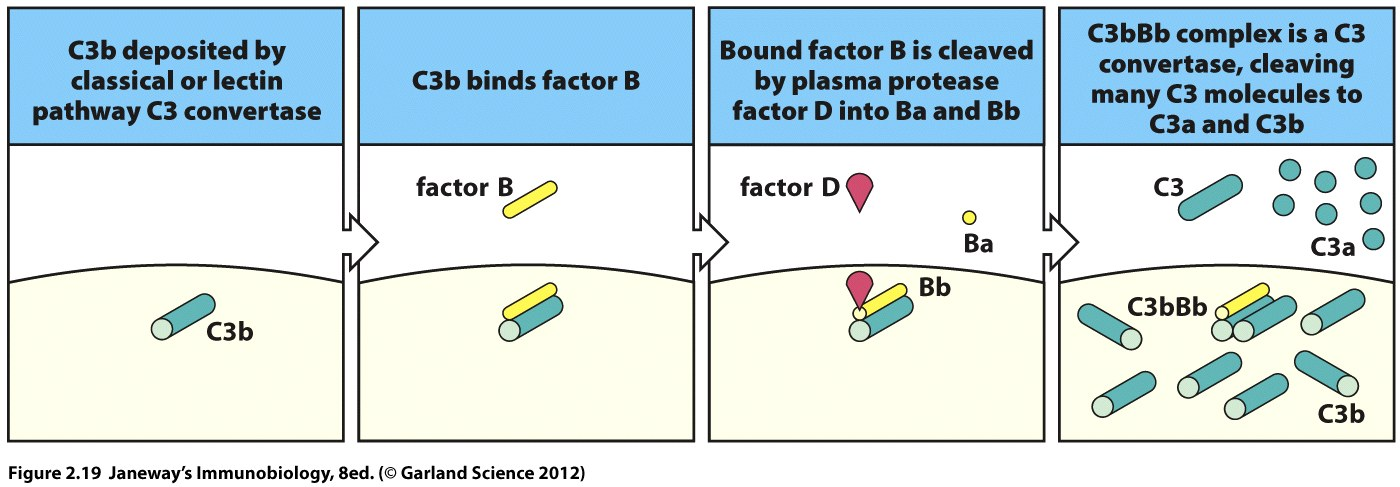 C3b deposited by
classical or lectin
pathway C3 convertase
C3b
C3b binds factor B
factor B
Bound factor B is cleaved
by plasma protease
factor D into Ba and Bb
factor D
Ba
Bb
C3bBb complex is a C3
convertase, cleaving
many C3 molecules to
C3a and C3b
C3
C3a
C3bBb
C3b
Figure 2.19 Janeway’s Immunobiology, 8ed. (© Garland Science 2012)